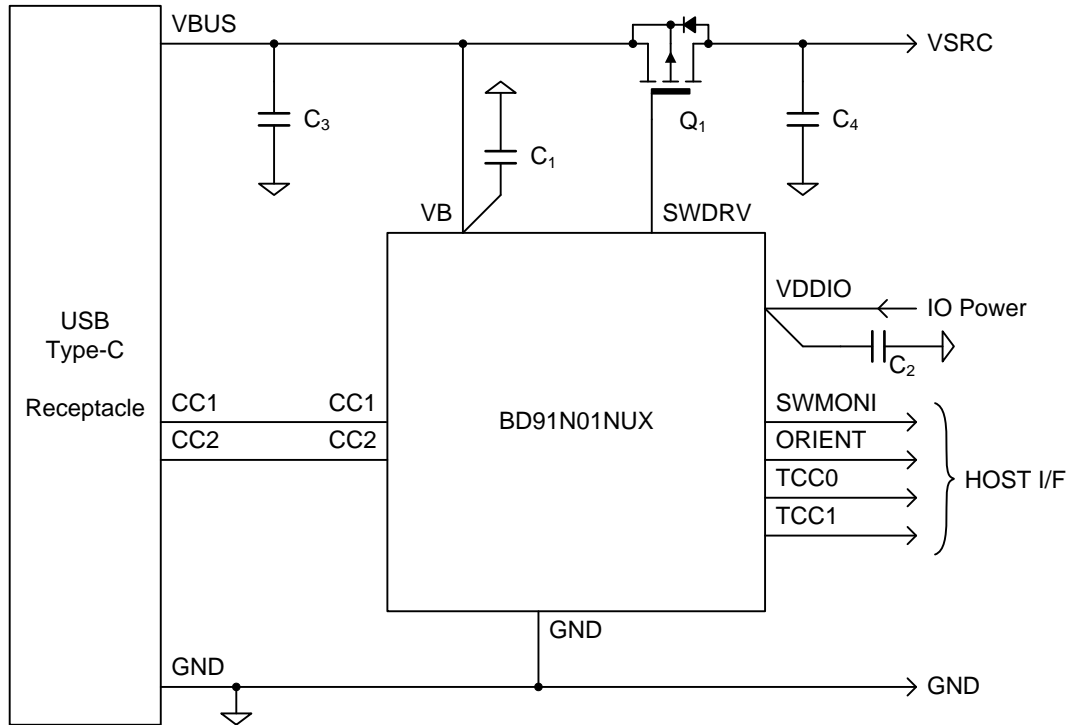 VBUS
VSRC
C3
C1
Q1
C4
VB
SWDRV
VDDIO
IO Power
C2
USB
Type-C
Receptacle
CC1
CC1
CC2
CC2
BD91N01NUX
SWMONI
ORIENT
TCC0
TCC1
HOST I/F
GND
GND
GND